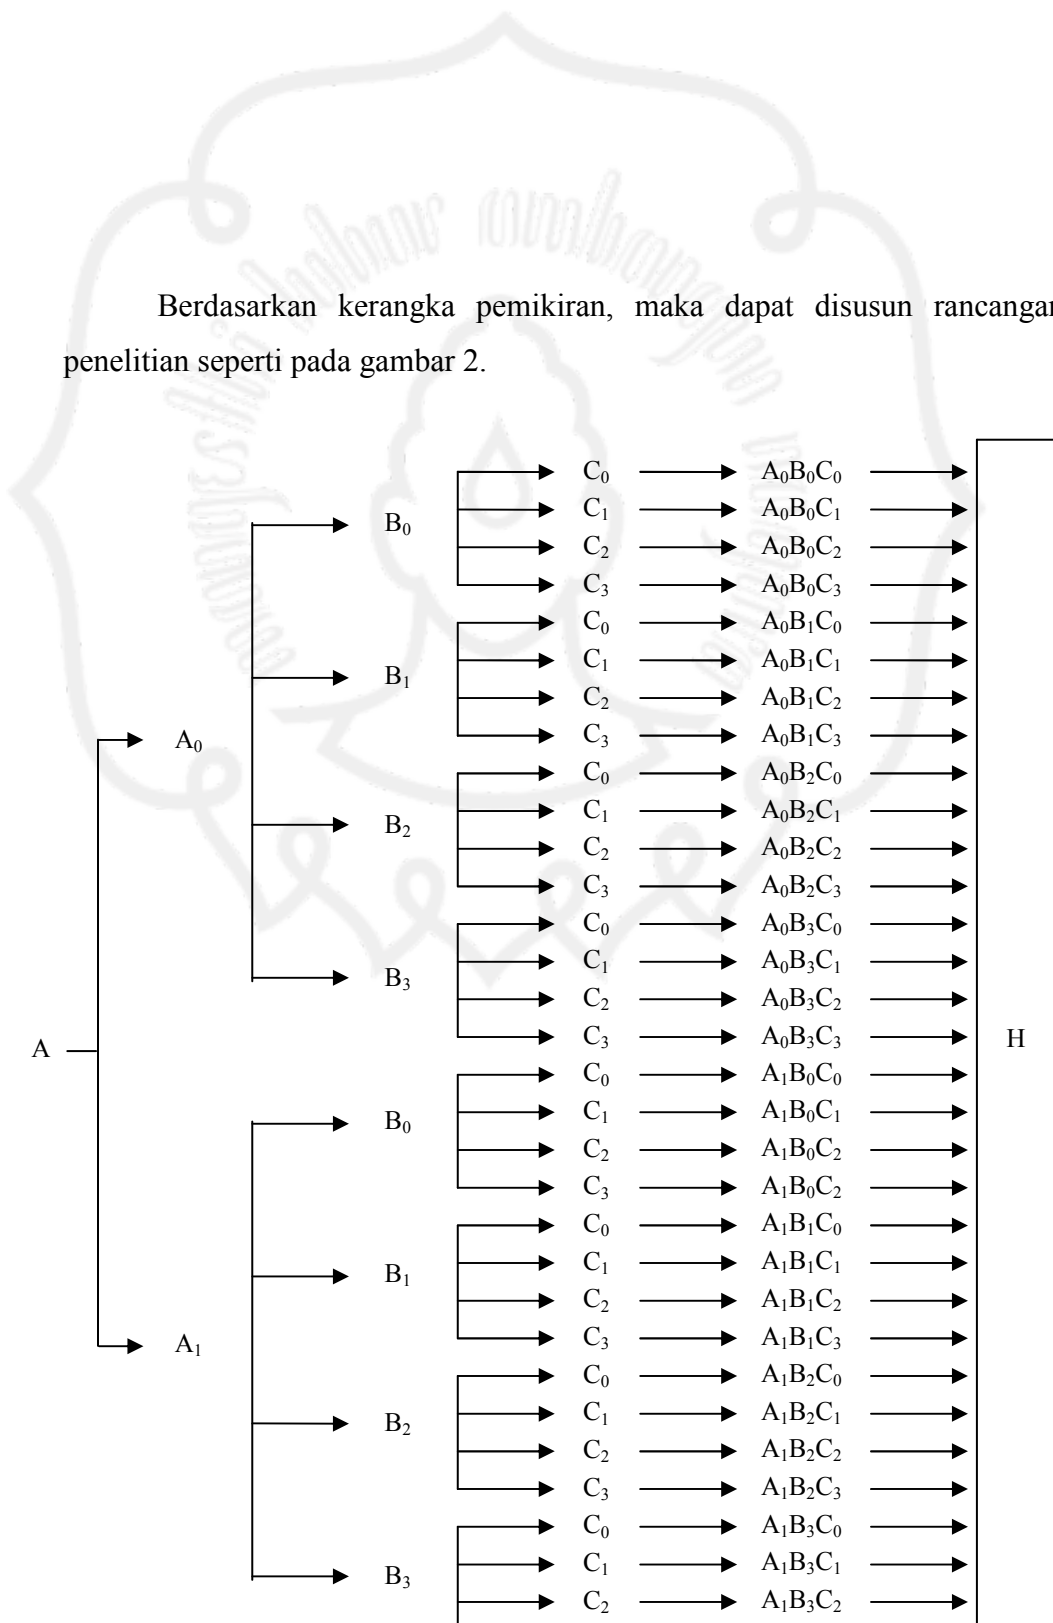 Berdasarkan kerangka pemikiran, maka dapat disusun rancangan
penelitian seperti pada gambar 2.
C₀ A₀B₀C₀
C₁ A₀B₀C₁
B₀
C₂ A₀B₀C₂
C₃ A₀B₀C₃
C₀ A₀B₁C₀
C₁ A₀B₁C₁
B₁
C₂ A₀B₁C₂
C₃ A₀B₁C₃
A₀
C₀ A₀B₂C₀
C₁ A₀B₂C₁
B₂
C₂ A₀B₂C₂
C₃ A₀B₂C₃
C₀ A₀B₃C₀
C₁ A₀B₃C₁
B₃
C₂ A₀B₃C₂
C₃ A₀B₃C₃
A H
C₀ A₁B₀C₀
C₁ A₁B₀C₁
B₀
C₂ A₁B₀C₂
C₃ A₁B₀C₂
C₀ A₁B₁C₀
C₁ A₁B₁C₁
B₁
C₂ A₁B₁C₂
C₃ A₁B₁C₃
A₁
C₀ A₁B₂C₀
C₁ A₁B₂C₁
B₂
C₂ A₁B₂C₂
C₃ A₁B₂C₃
C₀ A₁B₃C₀
C₁ A₁B₃C₁
B₃
C₂ A₁B₃C₂